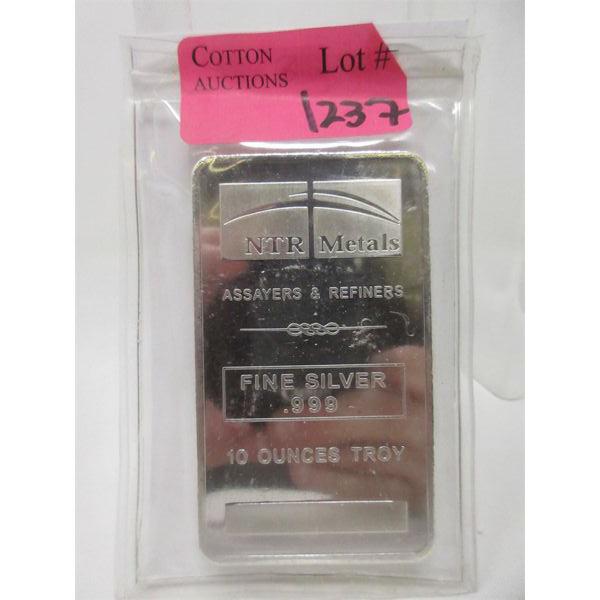 COTTON
AUCTIONS
Lot #
1237
NTR Metals
ASSAYERS & REFINERS
FINE SILVER
.999
10 OUNCES TROY